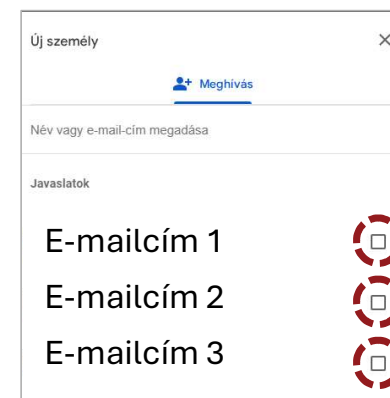 Új személy
Meghívás
Név vagy e-mail-cím megadása
Javaslatok
E-mailcím 1
E-mailcím 2
E-mailcím 3